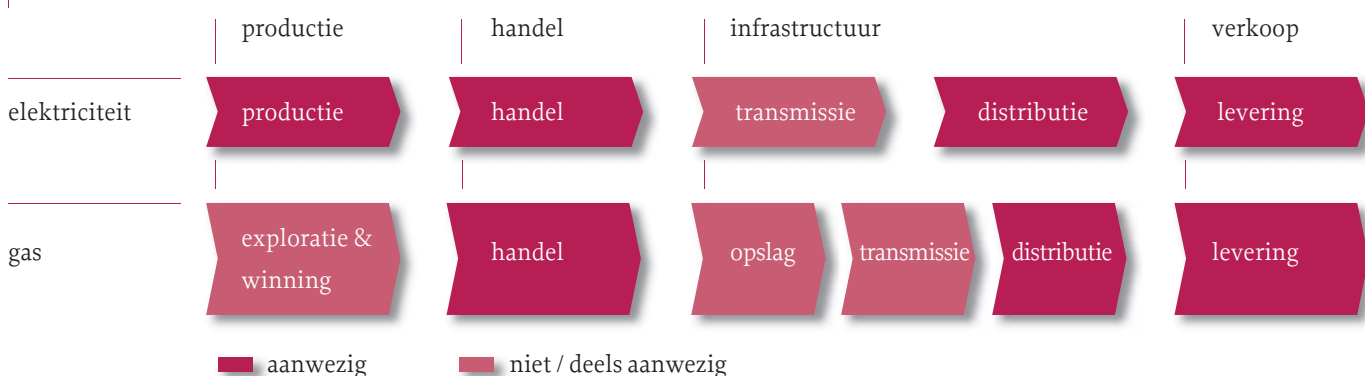 productie handel infrastructuur verkoop
elektriciteit productie handel transmissie distributie levering
gas exploratie & winning handel opslag transmissie distributie levering
aanwezig niet / deels aanwezig